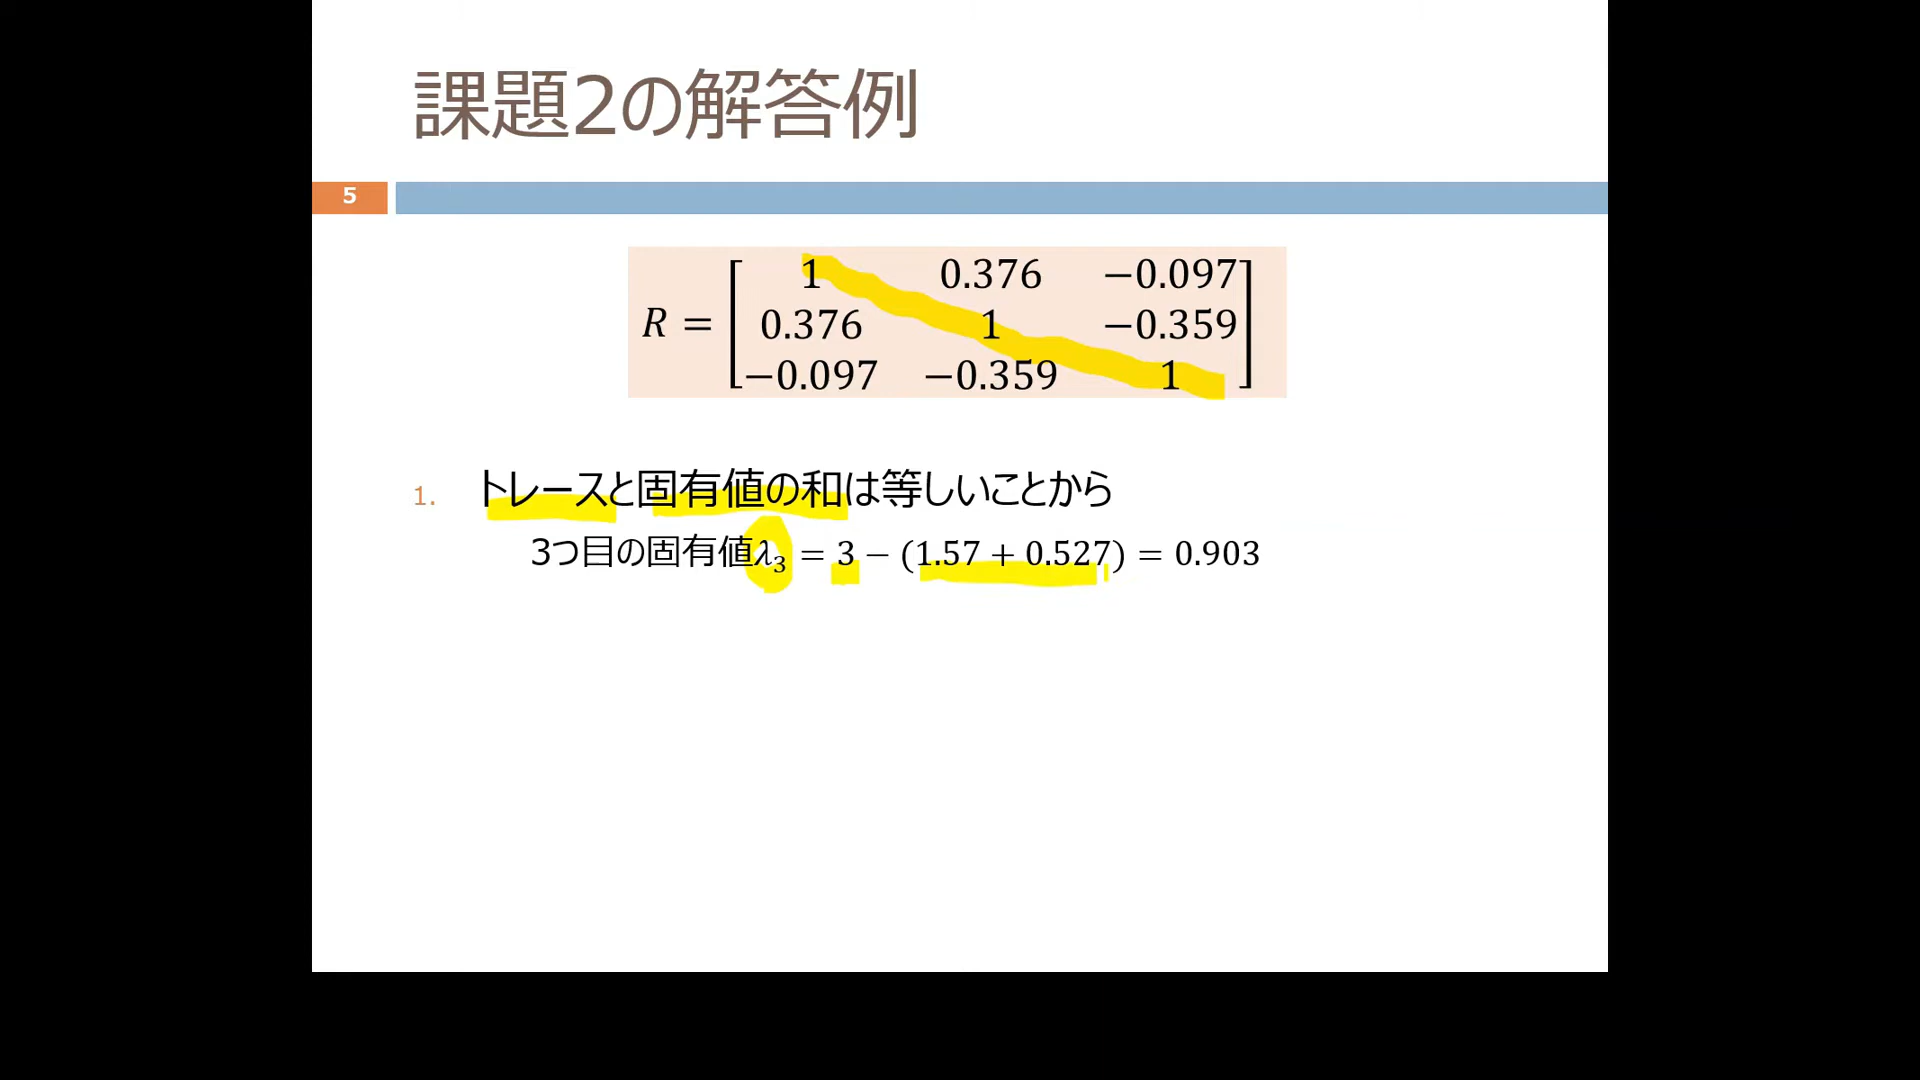 課題2の解答例
5
R = [ 1 0.376 −0.097
0.376 1 −0.359
−0.097 −0.359 1 ]
1. トレースと固有値の和は等しいことから
3つ目の固有値λ₃ = 3 − (1.57 + 0.527) = 0.903